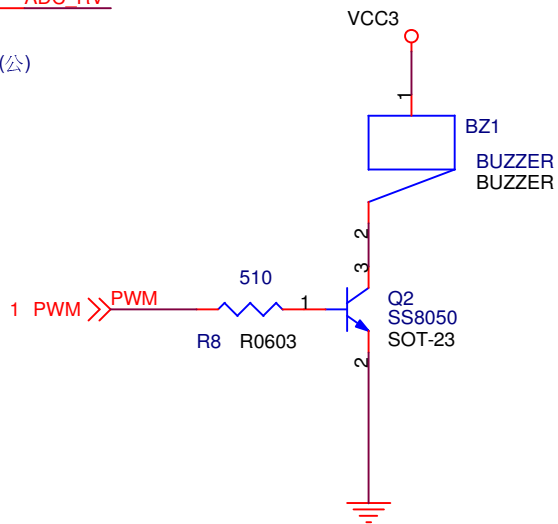 ADC_RV
VCC3
(公)
1
BZ1
BUZZER
BUZZER
2
3
510
1 PWM
PWM
1
Q2
SS8050
SOT-23
R8 R0603
2